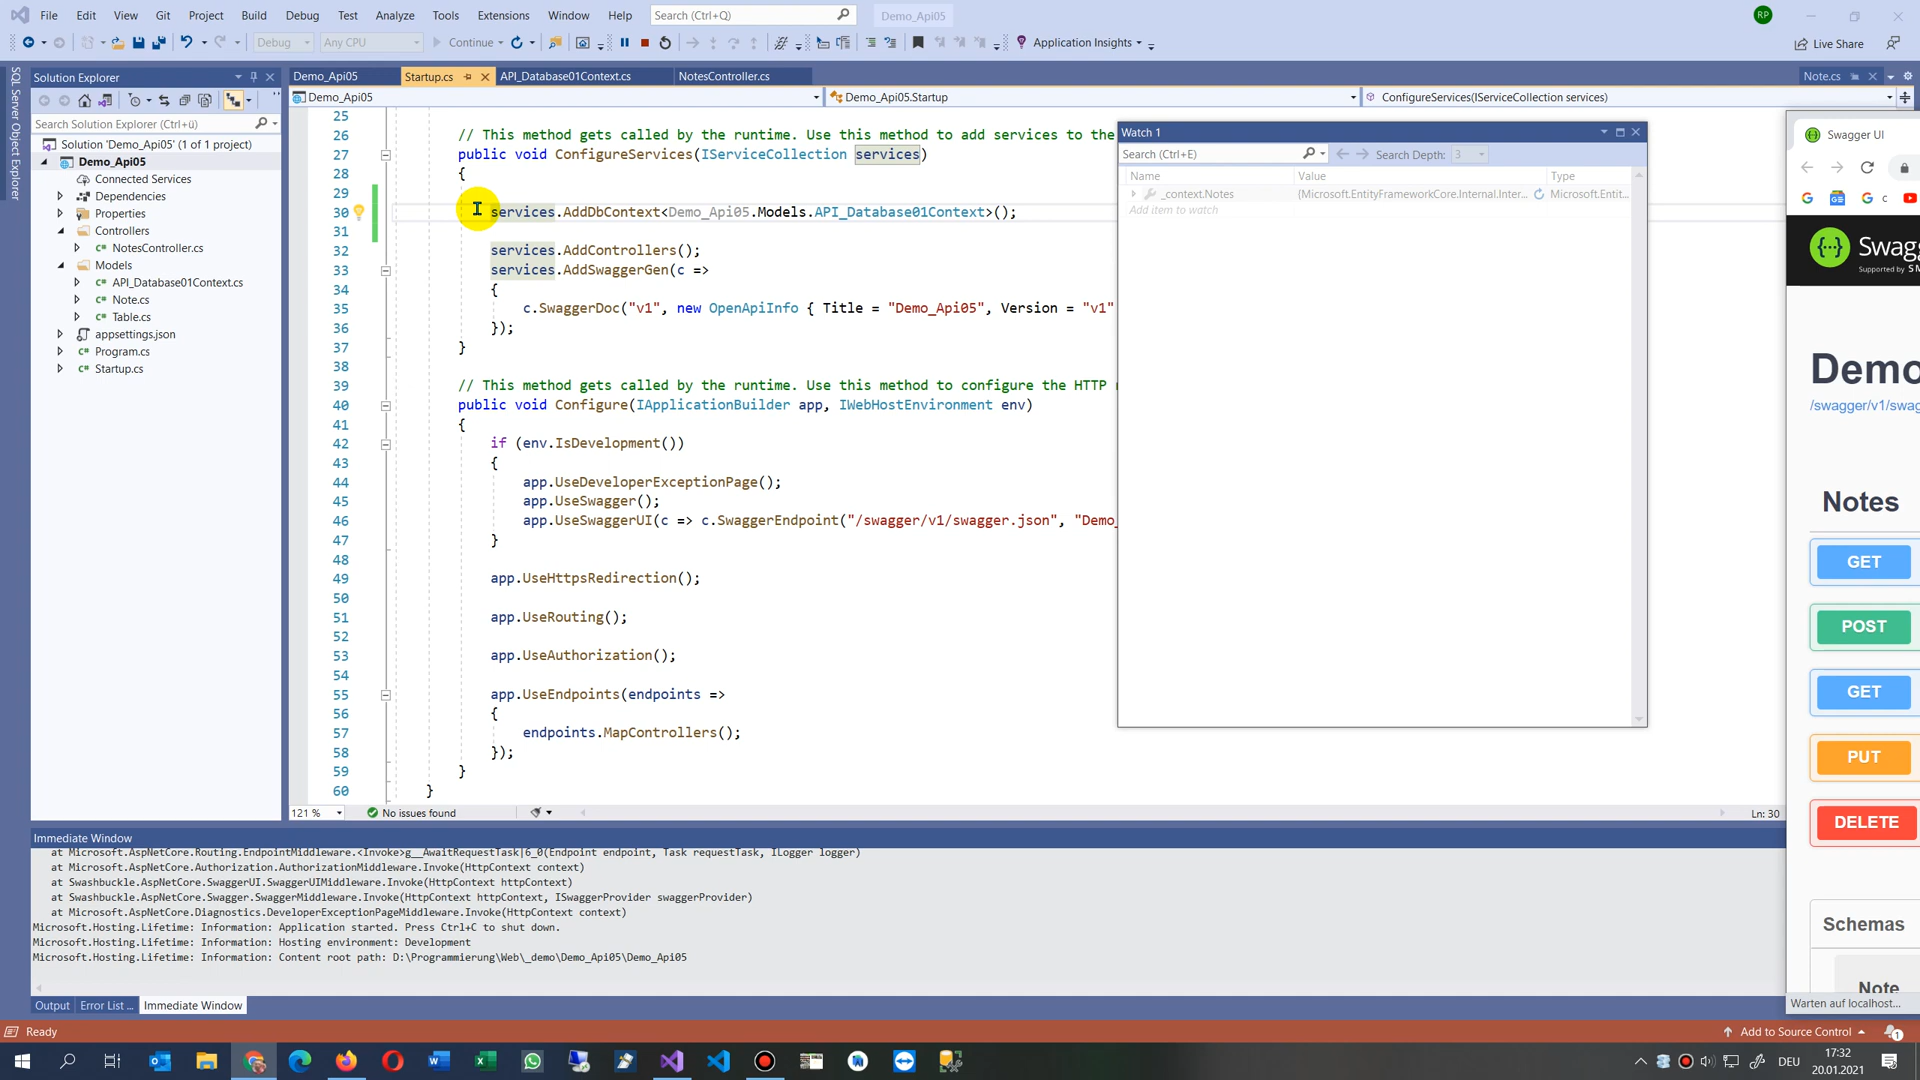 File Edit View Git Project Build Debug Test Analyze Tools Extensions Window Help Search (Ctrl+Q) Demo_Api05 RP
Debug Any CPU Continue Application Insights Live Share
SQL Server Object Explorer
Solution Explorer
Search Solution Explorer (Ctrl+ü)
Solution 'Demo_Api05' (1 of 1 project)
Demo_Api05
Connected Services
Dependencies
Properties
Controllers
C# NotesController.cs
Models
C# API_Database01Context.cs
C# Note.cs
C# Table.cs
appsettings.json
C# Program.cs
C# Startup.cs
Demo_Api05 Startup.cs API_Database01Context.cs NotesController.cs Note.cs
Demo_Api05 Demo_Api05.Startup ConfigureServices(IServiceCollection services)
25
26 // This method gets called by the runtime. Use this method to add services to the
27 public void ConfigureServices(IServiceCollection services)
28 {
29
30 services.AddDbContext<Demo_Api05.Models.API_Database01Context>();
31
32 services.AddControllers();
33 services.AddSwaggerGen(c =>
34 {
35 c.SwaggerDoc("v1", new OpenApiInfo { Title = "Demo_Api05", Version = "v1"
36 });
37 }
38
39 // This method gets called by the runtime. Use this method to configure the HTTP
40 public void Configure(IApplicationBuilder app, IWebHostEnvironment env)
41 {
42 if (env.IsDevelopment())
43 {
44 app.UseDeveloperExceptionPage();
45 app.UseSwagger();
46 app.UseSwaggerUI(c => c.SwaggerEndpoint("/swagger/v1/swagger.json", "Demo_
47 }
48
49 app.UseHttpsRedirection();
50
51 app.UseRouting();
52
53 app.UseAuthorization();
54
55 app.UseEndpoints(endpoints =>
56 {
57 endpoints.MapControllers();
58 });
59 }
60 }
121 % No issues found Ln: 30
Watch 1
Search (Ctrl+E) Search Depth: 3
Name Value Type
_context.Notes {Microsoft.EntityFrameworkCore.Internal.Inter... Microsoft.Entit...
Add item to watch
Swagger UI
Swagg
Supported by SM
Demo
/swagger/v1/swag
Notes
GET
POST
GET
PUT
DELETE
Schemas
Note
Warten auf localhost...
Immediate Window
at Microsoft.AspNetCore.Routing.EndpointMiddleware.<Invoke>g__AwaitRequestTask|6_0(Endpoint endpoint, Task requestTask, ILogger logger)
at Microsoft.AspNetCore.Authorization.AuthorizationMiddleware.Invoke(HttpContext context)
at Swashbuckle.AspNetCore.SwaggerUI.SwaggerUIMiddleware.Invoke(HttpContext httpContext)
at Swashbuckle.AspNetCore.Swagger.SwaggerMiddleware.Invoke(HttpContext httpContext, ISwaggerProvider swaggerProvider)
at Microsoft.AspNetCore.Diagnostics.DeveloperExceptionPageMiddleware.Invoke(HttpContext context)
Microsoft.Hosting.Lifetime: Information: Application started. Press Ctrl+C to shut down.
Microsoft.Hosting.Lifetime: Information: Hosting environment: Development
Microsoft.Hosting.Lifetime: Information: Content root path: D:\Programmierung\Web\_demo\Demo_Api05\Demo_Api05
Output Error List ... Immediate Window
Ready Add to Source Control 1
DEU 17:32
20.01.2021